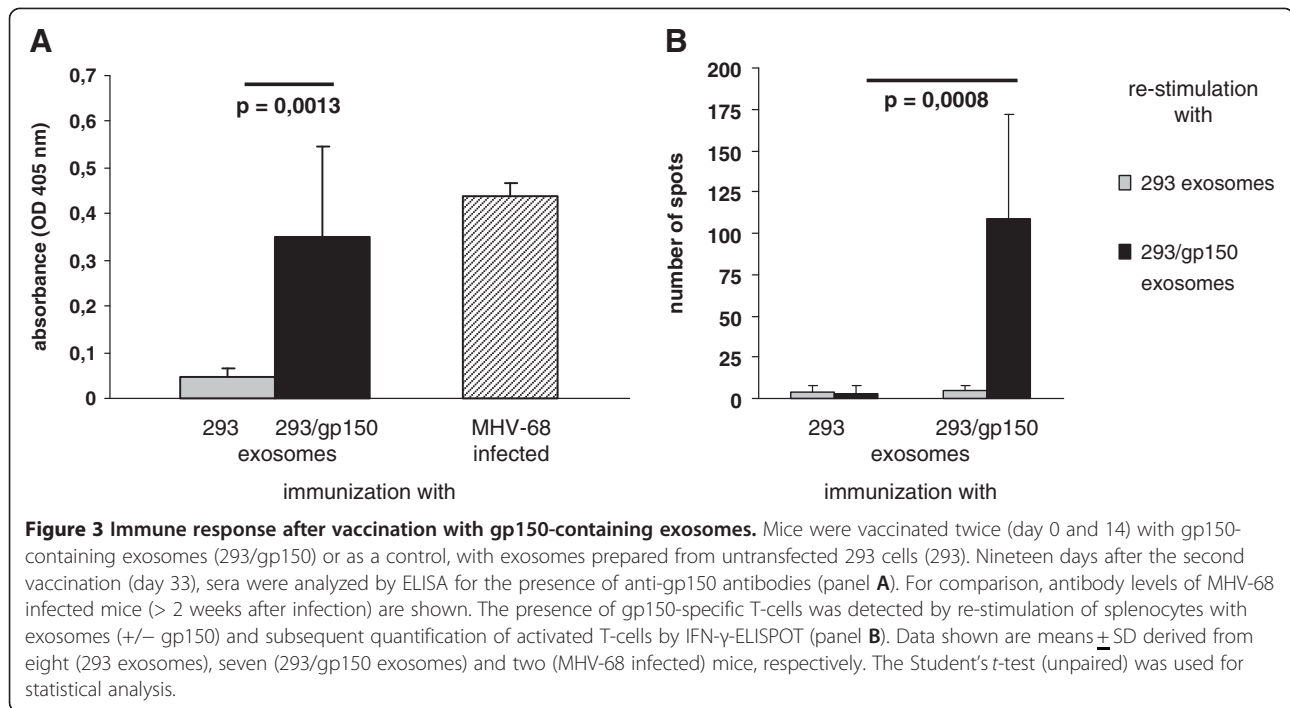 A
0,7
0,6
0,5
0,4
0,3
0,2
0,1
0
absorbance (OD 405 nm)
p = 0,0013
293 293/gp150
exosomes
MHV-68
infected
immunization with
B
200
175
150
125
100
75
50
25
0
number of spots
p = 0,0008
293 293/gp150
exosomes
immunization with
re-stimulation
with
293 exosomes
293/gp150
exosomes
Figure 3 Immune response after vaccination with gp150-containing exosomes. Mice were vaccinated twice (day 0 and 14) with gp150-
containing exosomes (293/gp150) or as a control, with exosomes prepared from untransfected 293 cells (293). Nineteen days after the second
vaccination (day 33), sera were analyzed by ELISA for the presence of anti-gp150 antibodies (panel A). For comparison, antibody levels of MHV-68
infected mice (> 2 weeks after infection) are shown. The presence of gp150-specific T-cells was detected by re-stimulation of splenocytes with
exosomes (+/− gp150) and subsequent quantification of activated T-cells by IFN-γ-ELISPOT (panel B). Data shown are means + SD derived from
eight (293 exosomes), seven (293/gp150 exosomes) and two (MHV-68 infected) mice, respectively. The Student's t-test (unpaired) was used for
statistical analysis.